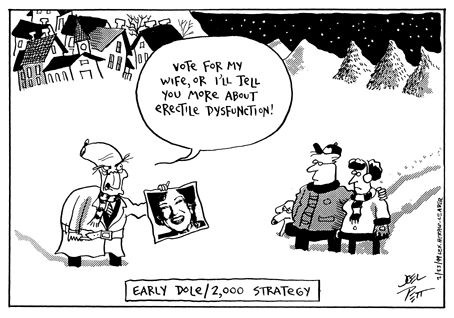 VOTE FOR MY
WIFE, OR I'LL TELL
YOU MORE ABOUT
ERECTILE DYSFUNCTION!
EARLY DOLE/2,000 STRATEGY
JOEL
PETT